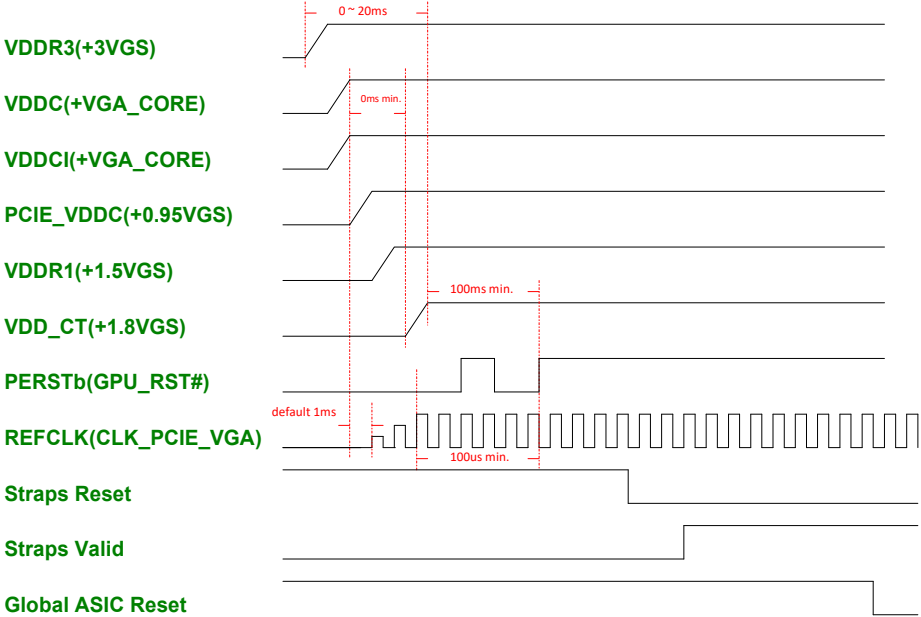 0 ~ 20ms
VDDR3(+3VGS)
VDDC(+VGA_CORE)
0ms min.
VDDCI(+VGA_CORE)
PCIE_VDDC(+0.95VGS)
VDDR1(+1.5VGS)
100ms min.
VDD_CT(+1.8VGS)
PERSTb(GPU_RST#)
default 1ms
REFCLK(CLK_PCIE_VGA)
100us min.
Straps Reset
Straps Valid
Global ASIC Reset